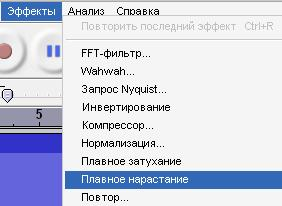 Эффекты Анализ Справка
Повторить последний эффект Ctrl+R
FFT-фильтр...
Wahwah...
Запрос Nyquist...
Инвертирование
Компрессор...
Нормализация...
5
Плавное затухание
Плавное нарастание
Повтор...